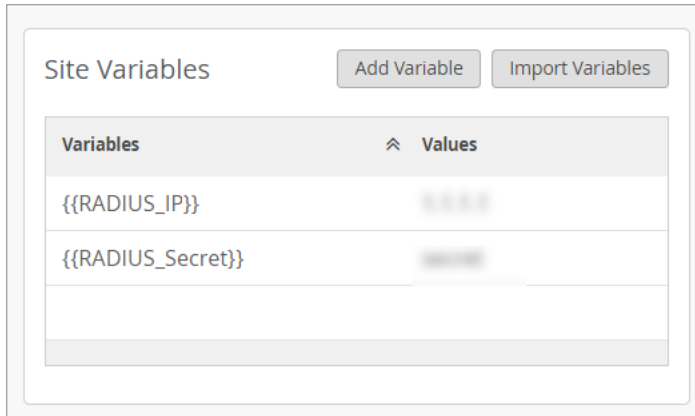 Site Variables Add Variable Import Variables
Variables Values
{{RADIUS_IP}}
{{RADIUS_Secret}}